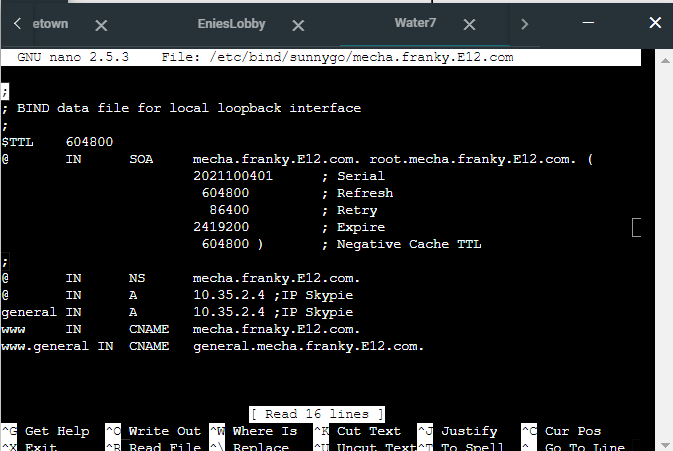 etown EniesLobby Water7
GNU nano 2.5.3 File: /etc/bind/sunnygo/mecha.franky.E12.com
;
; BIND data file for local loopback interface
;
$TTL 604800
@ IN SOA mecha.franky.E12.com. root.mecha.franky.E12.com. (
2021100401 ; Serial
604800 ; Refresh
86400 ; Retry
2419200 ; Expire
604800 ) ; Negative Cache TTL
;
@ IN NS mecha.franky.E12.com.
@ IN A 10.35.2.4 ;IP Skypie
general IN A 10.35.2.4 ;IP Skypie
www IN CNAME mecha.frnaky.E12.com.
www.general IN CNAME general.mecha.franky.E12.com.
[ Read 16 lines ]
^G Get Help ^O Write Out ^W Where Is ^K Cut Text ^J Justify ^C Cur Pos
^X Exit ^R Read File ^\ Replace ^U Uncut Text ^T To Spell ^_ Go To Line